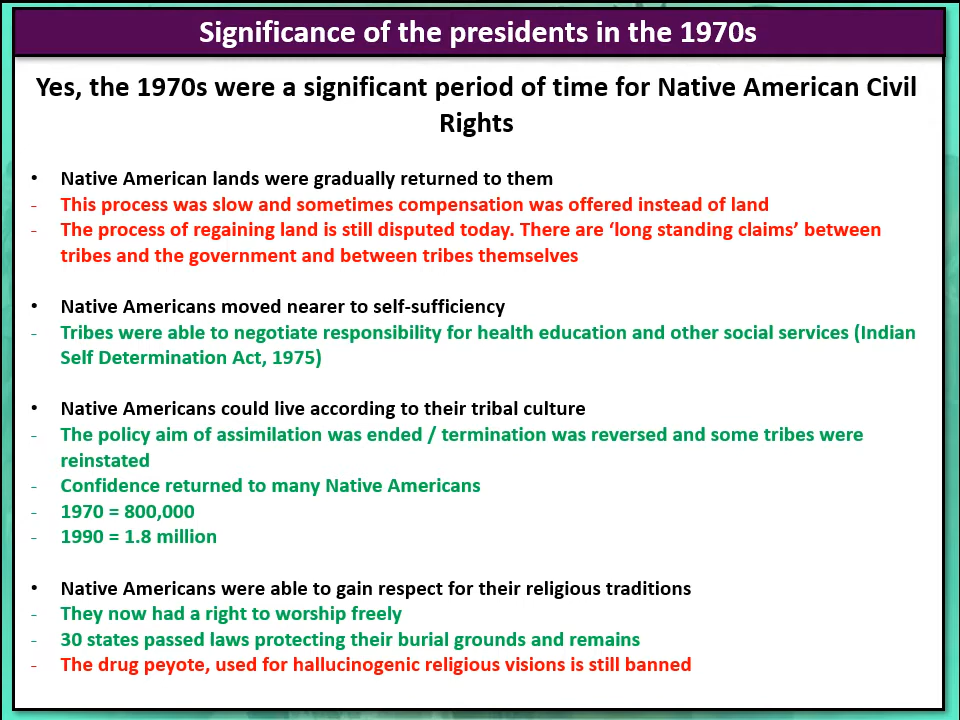 Significance of the presidents in the 1970s
Yes, the 1970s were a significant period of time for Native American Civil
Rights
• Native American lands were gradually returned to them
- This process was slow and sometimes compensation was offered instead of land
- The process of regaining land is still disputed today. There are ‘long standing claims’ between
tribes and the government and between tribes themselves
• Native Americans moved nearer to self-sufficiency
- Tribes were able to negotiate responsibility for health education and other social services (Indian
Self Determination Act, 1975)
• Native Americans could live according to their tribal culture
- The policy aim of assimilation was ended / termination was reversed and some tribes were
reinstated
- Confidence returned to many Native Americans
- 1970 = 800,000
- 1990 = 1.8 million
• Native Americans were able to gain respect for their religious traditions
- They now had a right to worship freely
- 30 states passed laws protecting their burial grounds and remains
- The drug peyote, used for hallucinogenic religious visions is still banned